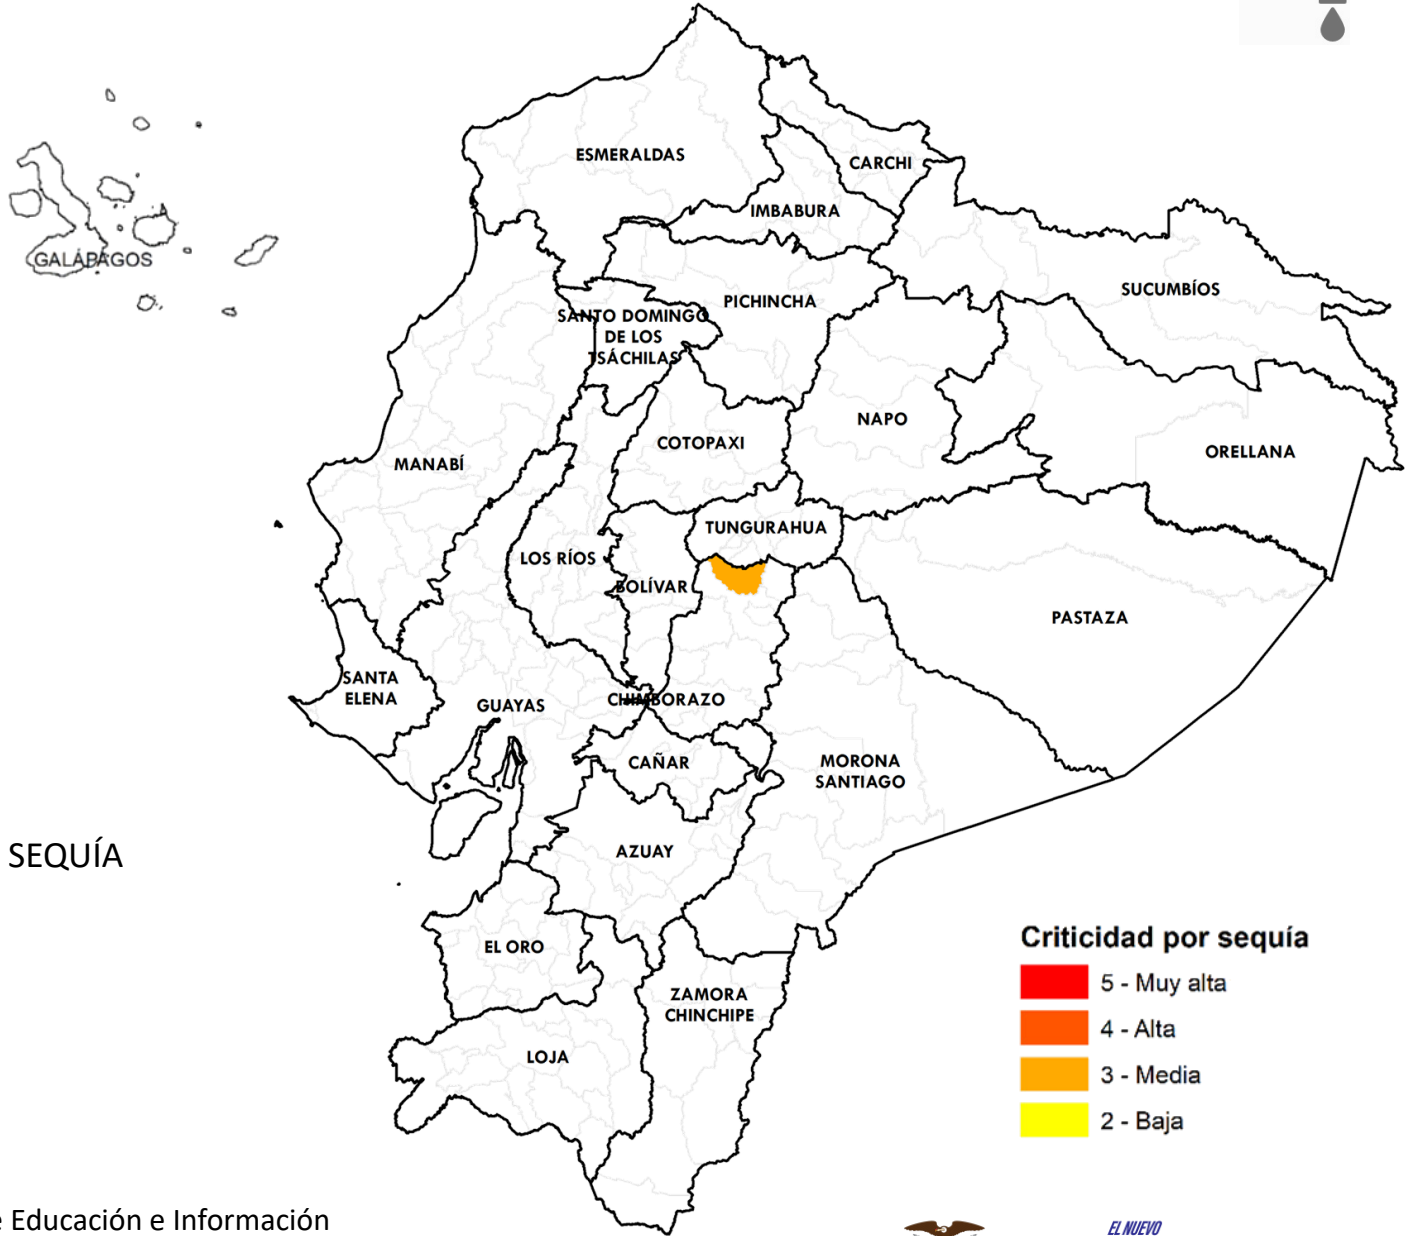 ESMERALDAS
CARCHI
IMBABURA
GALÁPAGOS
SUCUMBÍOS
PICHINCHA
SANTO DOMINGO
DE LOS
TSÁCHILAS
NAPO
COTOPAXI
ORELLANA
MANABÍ
TUNGURAHUA
LOS RÍOS
BOLÍVAR
PASTAZA
SANTA
ELENA
GUAYAS
CHIMBORAZO
CAÑAR
MORONA
SANTIAGO
AZUAY
SEQUÍA
EL ORO
ZAMORA
CHINCHIPE
LOJA
Criticidad por sequía
5 - Muy alta
4 - Alta
3 - Media
2 - Baja
e Educación e Información
EL NUEVO